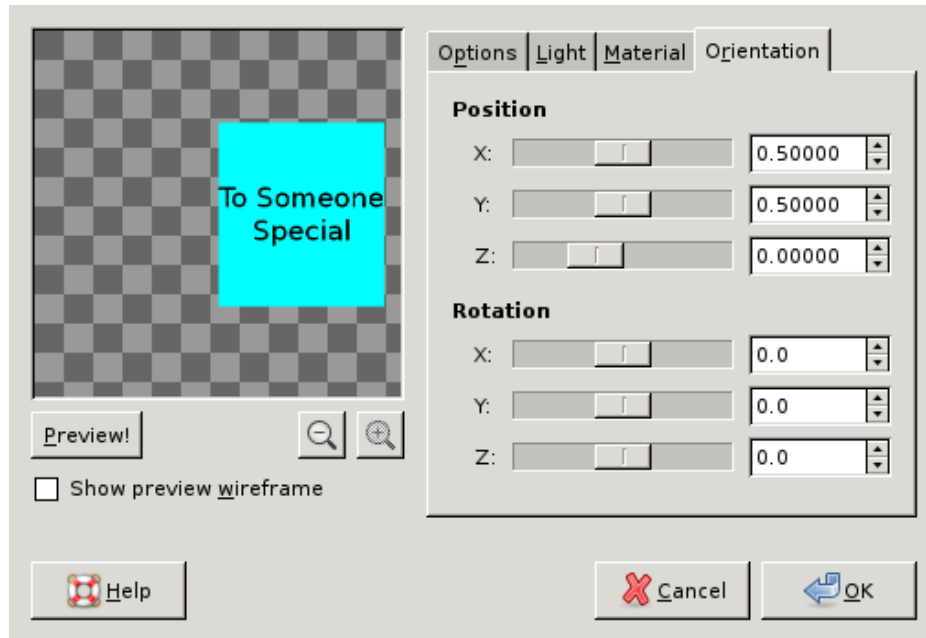 Options Light Material Orientation
To Someone
Special
Position
X: 0.50000
Y: 0.50000
Z: 0.00000
Rotation
X: 0.0
Y: 0.0
Z: 0.0
Preview!
Show preview wireframe
Help Cancel OK